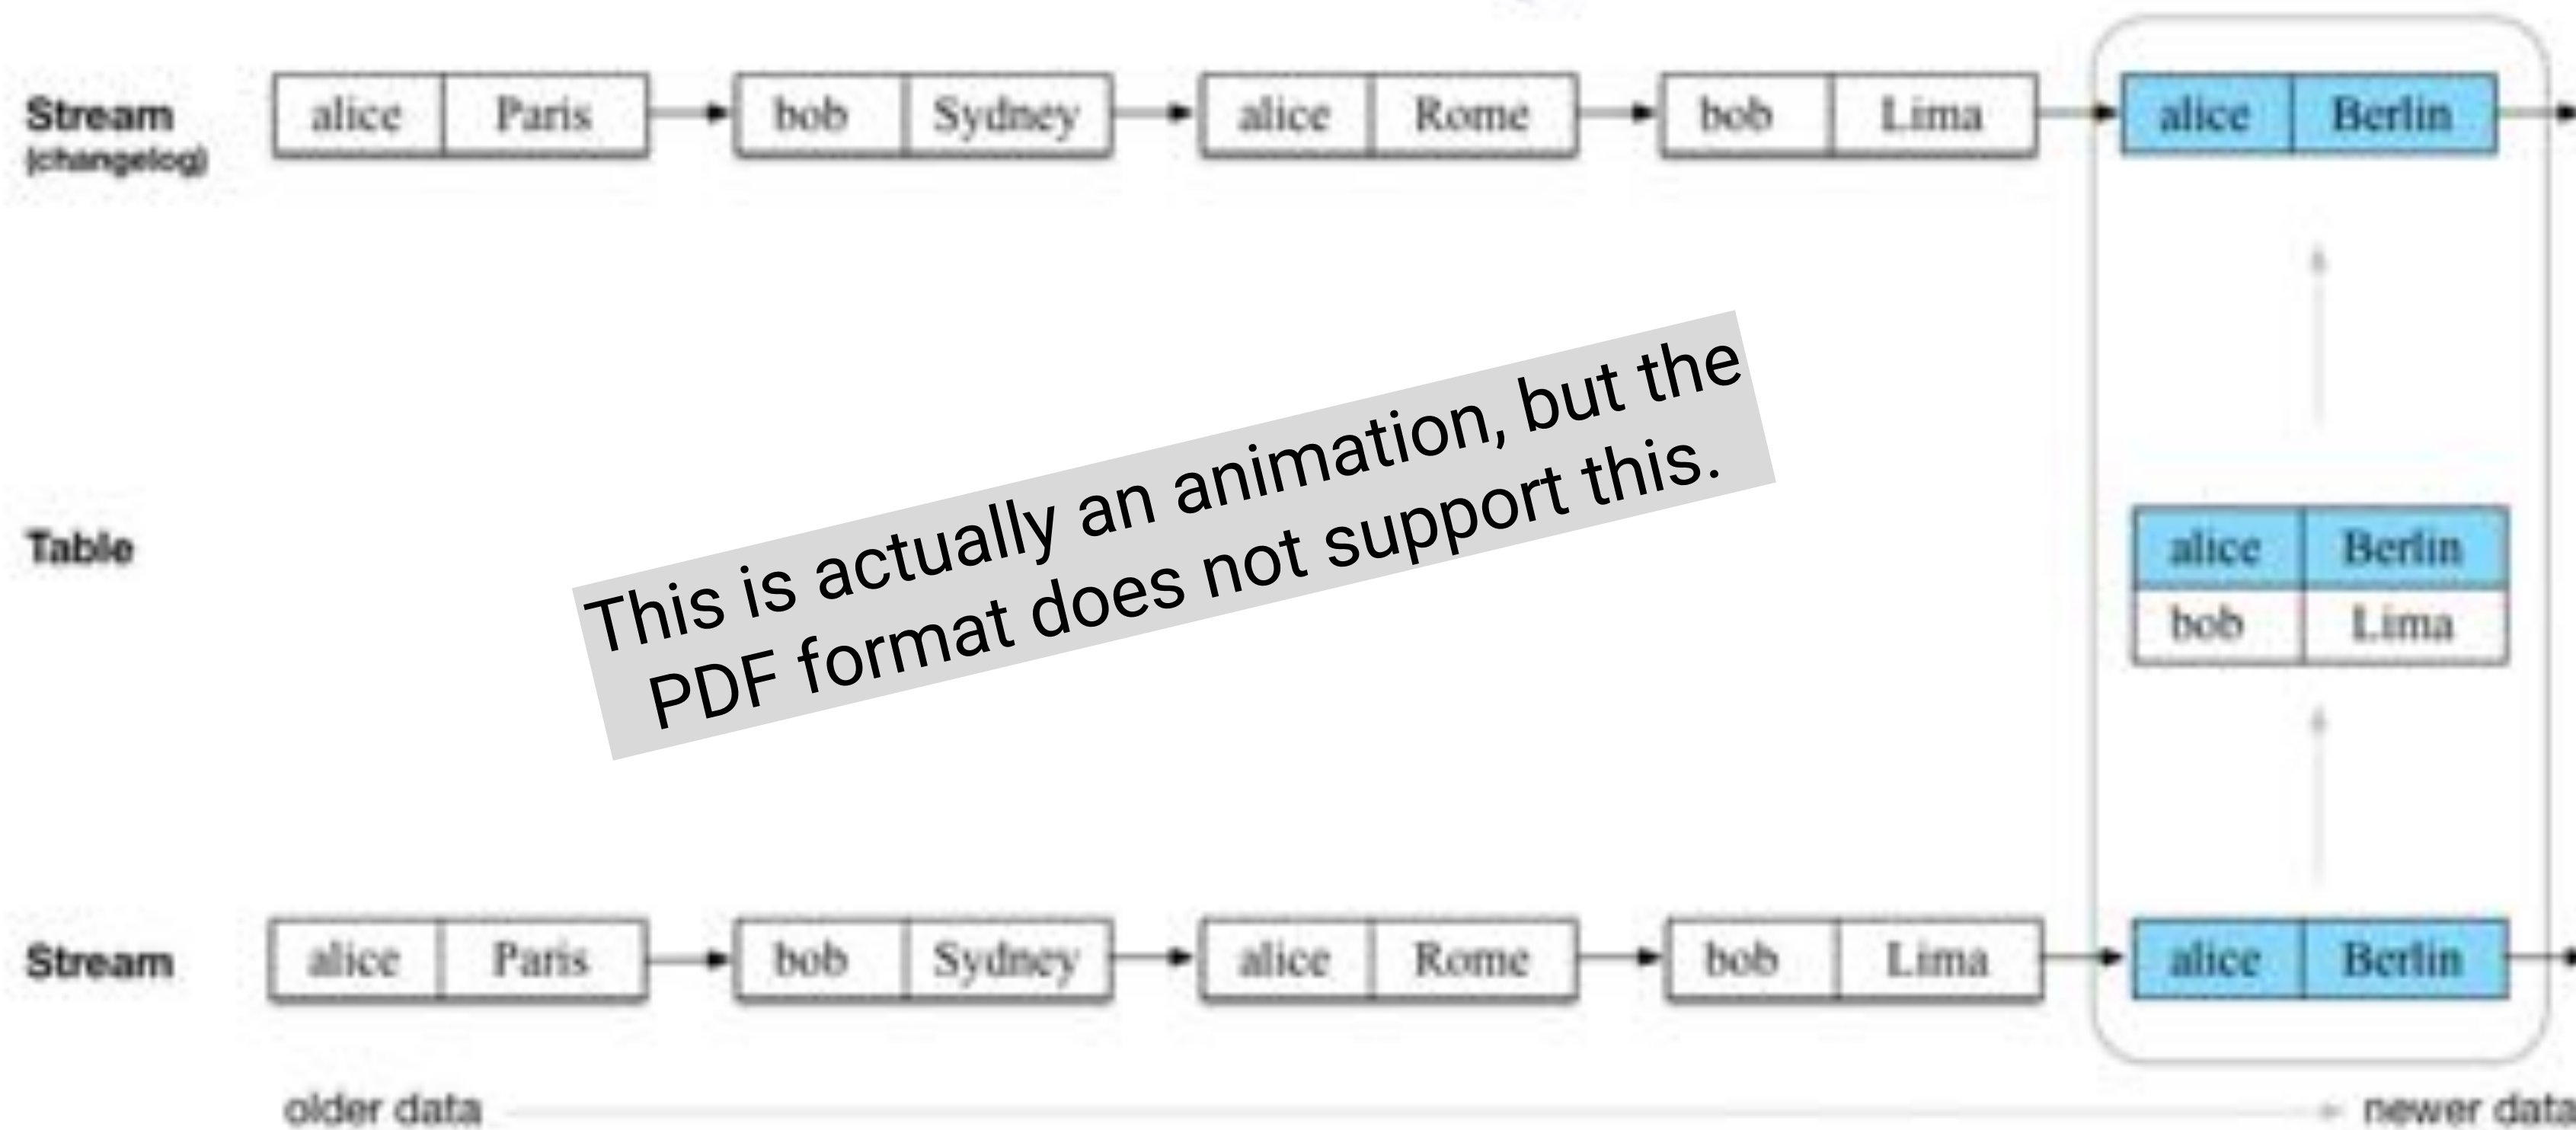 Stream alice Paris bob Sydney alice Rome bob Lima alice Berlin
(changelog)
This is actually an animation, but the
PDF format does not support this.
Table alice Berlin
bob Lima
Stream alice Paris bob Sydney alice Rome bob Lima alice Berlin
older data newer data